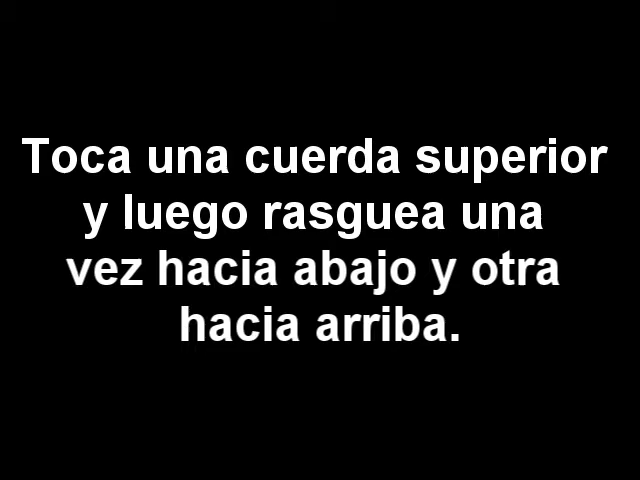 Toca una cuerda superior
y luego rasguea una
vez hacia abajo y otra
hacia arriba.